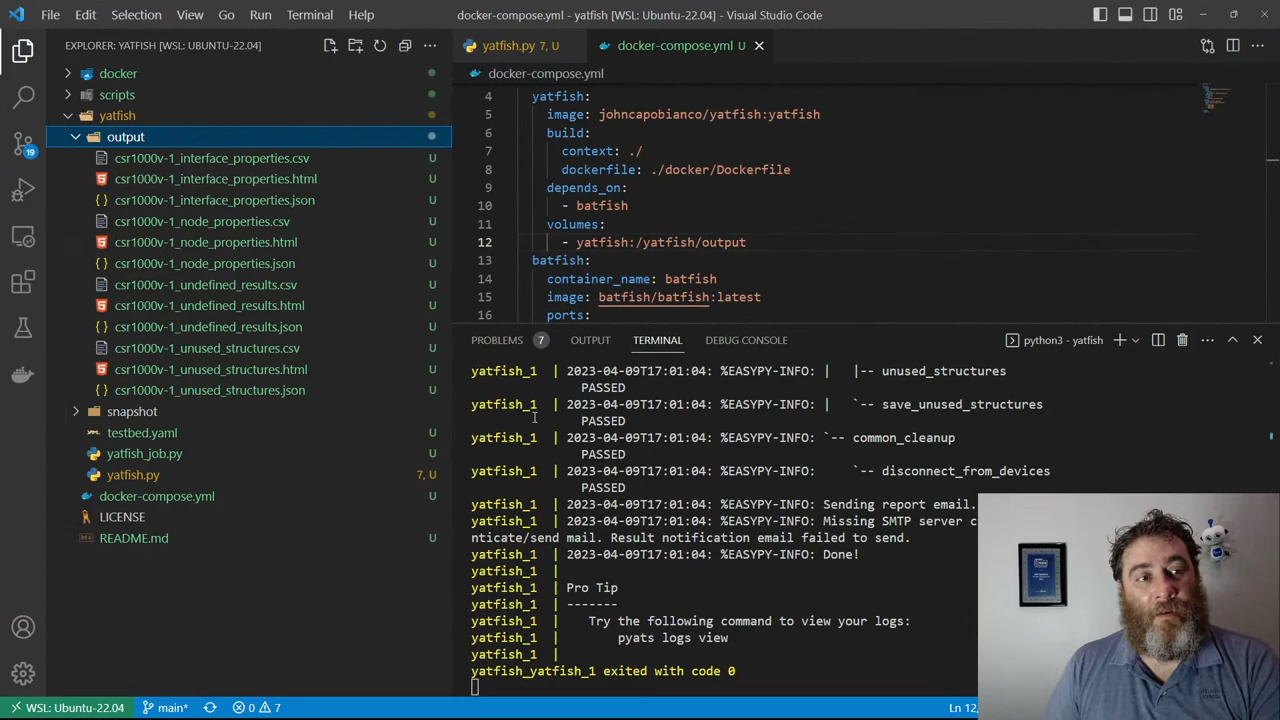 File Edit Selection View Go Run Terminal Help
docker-compose.yml - yatfish [WSL: Ubuntu-22.04] - Visual Studio Code
EXPLORER: YATFISH [WSL: UBUNTU-22.04]
docker
scripts
yatfish
output
csr1000v-1_interface_properties.csv U
csr1000v-1_interface_properties.html U
csr1000v-1_interface_properties.json U
csr1000v-1_node_properties.csv U
csr1000v-1_node_properties.html U
csr1000v-1_node_properties.json U
csr1000v-1_undefined_results.csv U
csr1000v-1_undefined_results.html U
csr1000v-1_undefined_results.json U
csr1000v-1_unused_structures.csv U
csr1000v-1_unused_structures.html U
csr1000v-1_unused_structures.json U
snapshot
testbed.yaml U
yatfish_job.py U
yatfish.py 7, U
docker-compose.yml U
LICENSE U
README.md U
19
yatfish.py 7, U
docker-compose.yml U
docker-compose.yml
4 yatfish:
5 image: johncapobianco/yatfish:yatfish
6 build:
7 context: ./
8 dockerfile: ./docker/Dockerfile
9 depends_on:
10 - batfish
11 volumes:
12 - yatfish:/yatfish/output
13 batfish:
14 container_name: batfish
15 image: batfish/batfish:latest
16 ports:
PROBLEMS 7 OUTPUT TERMINAL DEBUG CONSOLE
python3 - yatfish
yatfish_1 | 2023-04-09T17:01:04: %EASYPY-INFO: | |-- unused_structures
PASSED
yatfish_1 | 2023-04-09T17:01:04: %EASYPY-INFO: | `-- save_unused_structures
PASSED
yatfish_1 | 2023-04-09T17:01:04: %EASYPY-INFO: `-- common_cleanup
PASSED
yatfish_1 | 2023-04-09T17:01:04: %EASYPY-INFO: `-- disconnect_from_devices
PASSED
yatfish_1 | 2023-04-09T17:01:04: %EASYPY-INFO: Sending report email.
yatfish_1 | 2023-04-09T17:01:04: %EASYPY-INFO: Missing SMTP server c
nticate/send mail. Result notification email failed to send.
yatfish_1 | 2023-04-09T17:01:04: %EASYPY-INFO: Done!
yatfish_1 |
yatfish_1 | Pro Tip
yatfish_1 | -------
yatfish_1 | Try the following command to view your logs:
yatfish_1 | pyats logs view
yatfish_1 |
yatfish_yatfish_1 exited with code 0
WSL: Ubuntu-22.04 main* 0 7
Ln 12,